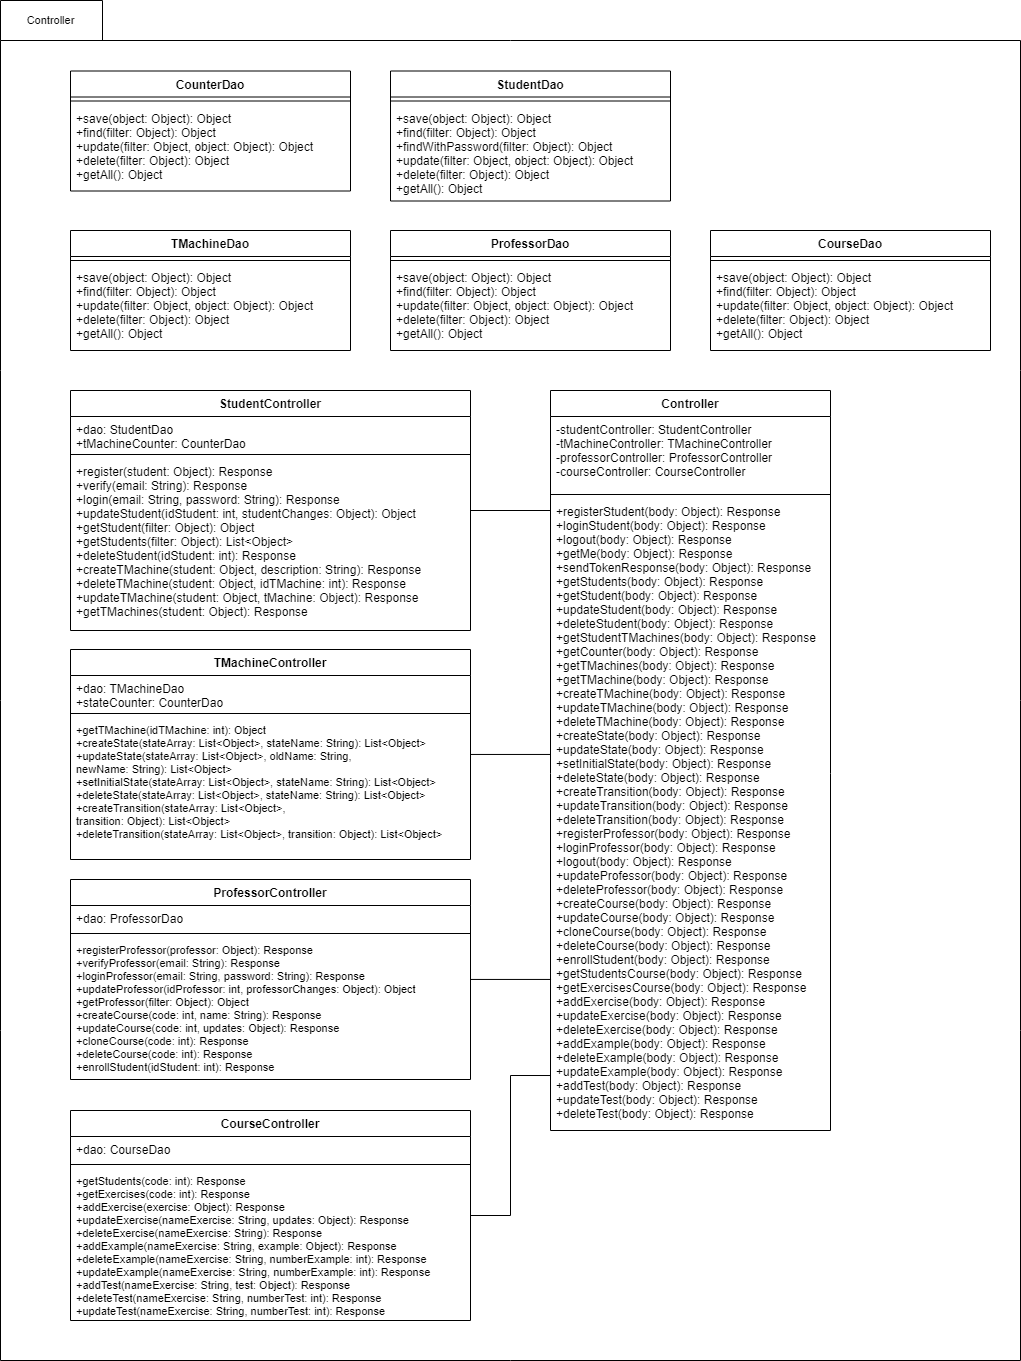 Controller
CounterDao
+save(object: Object): Object
+find(filter: Object): Object
+update(filter: Object, object: Object): Object
+delete(filter: Object): Object
+getAll(): Object
StudentDao
+save(object: Object): Object
+find(filter: Object): Object
+findWithPassword(filter: Object): Object
+update(filter: Object, object: Object): Object
+delete(filter: Object): Object
+getAll(): Object
TMachineDao
+save(object: Object): Object
+find(filter: Object): Object
+update(filter: Object, object: Object): Object
+delete(filter: Object): Object
+getAll(): Object
ProfessorDao
+save(object: Object): Object
+find(filter: Object): Object
+update(filter: Object, object: Object): Object
+delete(filter: Object): Object
+getAll(): Object
CourseDao
+save(object: Object): Object
+find(filter: Object): Object
+update(filter: Object, object: Object): Object
+delete(filter: Object): Object
+getAll(): Object
StudentController
+dao: StudentDao
+tMachineCounter: CounterDao
+register(student: Object): Response
+verify(email: String): Response
+login(email: String, password: String): Response
+updateStudent(idStudent: int, studentChanges: Object): Object
+getStudent(filter: Object): Object
+getStudents(filter: Object): List<Object>
+deleteStudent(idStudent: int): Response
+createTMachine(student: Object, description: String): Response
+deleteTMachine(student: Object, idTMachine: int): Response
+updateTMachine(student: Object, tMachine: Object): Response
+getTMachines(student: Object): Response
TMachineController
+dao: TMachineDao
+stateCounter: CounterDao
+getTMachine(idTMachine: int): Object
+createState(stateArray: List<Object>, stateName: String): List<Object>
+updateState(stateArray: List<Object>, oldName: String,
newName: String): List<Object>
+setInitialState(stateArray: List<Object>, stateName: String): List<Object>
+deleteState(stateArray: List<Object>, stateName: String): List<Object>
+createTransition(stateArray: List<Object>,
transition: Object): List<Object>
+deleteTransition(stateArray: List<Object>, transition: Object): List<Object>
ProfessorController
+dao: ProfessorDao
+registerProfessor(professor: Object): Response
+verifyProfessor(email: String): Response
+loginProfessor(email: String, password: String): Response
+updateProfessor(idProfessor: int, professorChanges: Object): Object
+getProfessor(filter: Object): Object
+createCourse(code: int, name: String): Response
+updateCourse(code: int, updates: Object): Response
+cloneCourse(code: int): Response
+deleteCourse(code: int): Response
+enrollStudent(idStudent: int): Response
CourseController
+dao: CourseDao
+getStudents(code: int): Response
+getExercises(code: int): Response
+addExercise(exercise: Object): Response
+updateExercise(nameExercise: String, updates: Object): Response
+deleteExercise(nameExercise: String): Response
+addExample(nameExercise: String, example: Object): Response
+deleteExample(nameExercise: String, numberExample: int): Response
+updateExample(nameExercise: String, numberExample: int): Response
+addTest(nameExercise: String, test: Object): Response
+deleteTest(nameExercise: String, numberTest: int): Response
+updateTest(nameExercise: String, numberTest: int): Response
Controller
-studentController: StudentController
-tMachineController: TMachineController
-professorController: ProfessorController
-courseController: CourseController
+registerStudent(body: Object): Response
+loginStudent(body: Object): Response
+logout(body: Object): Response
+getMe(body: Object): Response
+sendTokenResponse(body: Object): Response
+getStudents(body: Object): Response
+getStudent(body: Object): Response
+updateStudent(body: Object): Response
+deleteStudent(body: Object): Response
+getStudentTMachines(body: Object): Response
+getCounter(body: Object): Response
+getTMachines(body: Object): Response
+getTMachine(body: Object): Response
+createTMachine(body: Object): Response
+updateTMachine(body: Object): Response
+deleteTMachine(body: Object): Response
+createState(body: Object): Response
+updateState(body: Object): Response
+setInitialState(body: Object): Response
+deleteState(body: Object): Response
+createTransition(body: Object): Response
+updateTransition(body: Object): Response
+deleteTransition(body: Object): Response
+registerProfessor(body: Object): Response
+loginProfessor(body: Object): Response
+logout(body: Object): Response
+updateProfessor(body: Object): Response
+deleteProfessor(body: Object): Response
+createCourse(body: Object): Response
+updateCourse(body: Object): Response
+cloneCourse(body: Object): Response
+deleteCourse(body: Object): Response
+enrollStudent(body: Object): Response
+getStudentsCourse(body: Object): Response
+getExercisesCourse(body: Object): Response
+addExercise(body: Object): Response
+updateExercise(body: Object): Response
+deleteExercise(body: Object): Response
+addExample(body: Object): Response
+deleteExample(body: Object): Response
+updateExample(body: Object): Response
+addTest(body: Object): Response
+updateTest(body: Object): Response
+deleteTest(body: Object): Response